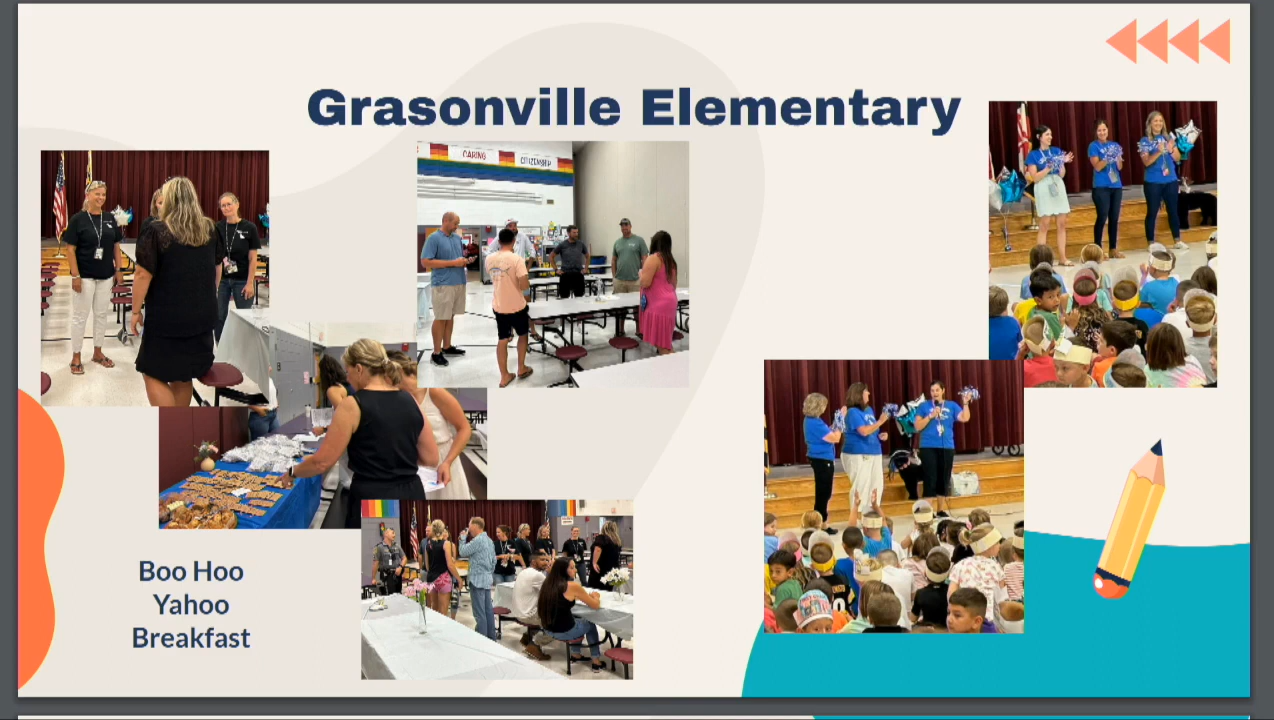 Grasonville Elementary
CARING
CITIZENSHIP
Boo Hoo
Yahoo
Breakfast